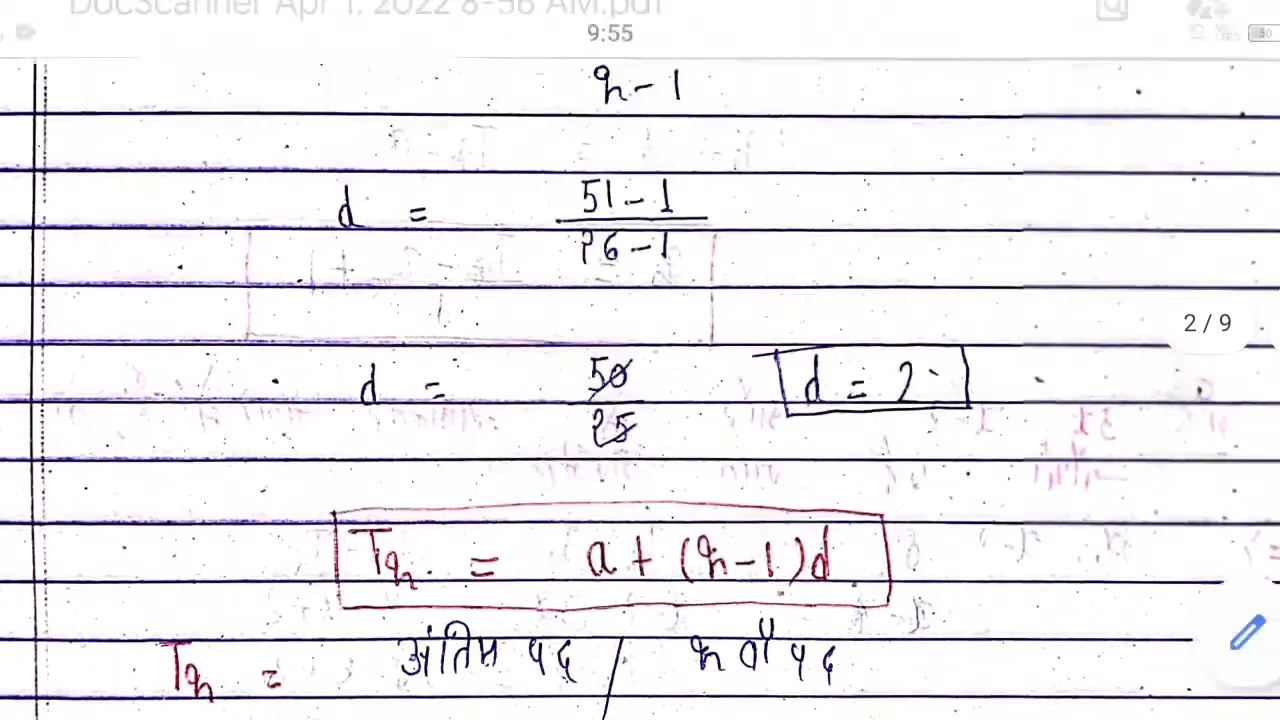 DocScanner Apr 1, 2022 8-56 AM.pdf
9:55
n - 1
d = 51 - 1 / 26 - 1
2 / 9
d = 50 / 25 d = 2
Tn = a + (n - 1)d
Tn = अंतिम पद / n वाँ पद